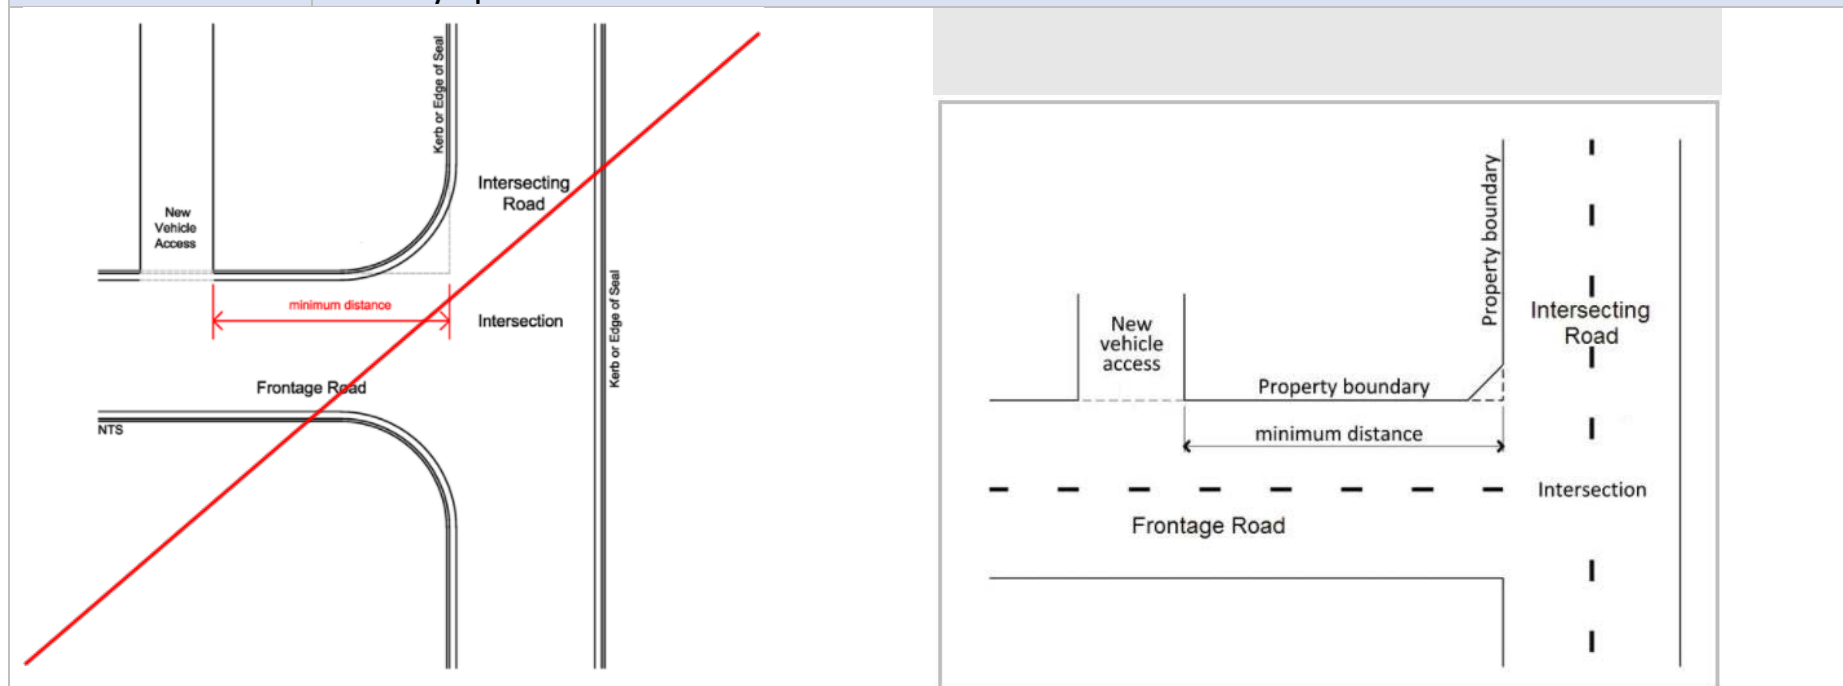 Kerb or Edge of Seal
Intersecting
Road
New
Vehicle
Access
minimum distance
Intersection
Kerb or Edge of Seal
Frontage Road
NTS
Property boundary
Intersecting
Road
New
vehicle
access
Property boundary
minimum distance
Intersection
Frontage Road